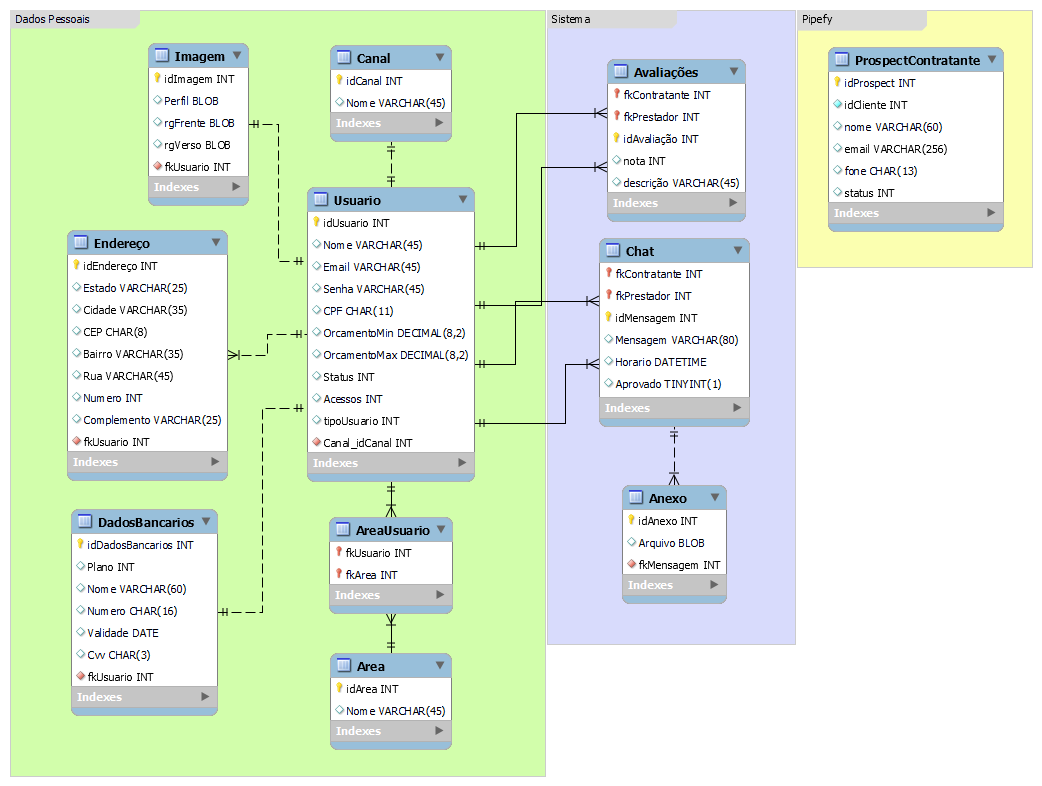 Dados Pessoais
Imagem
idImagem INT
Perfil BLOB
rgFrente BLOB
rgVerso BLOB
fkUsuario INT
Indexes
Canal
idCanal INT
Nome VARCHAR(45)
Indexes
Usuario
idUsuario INT
Nome VARCHAR(45)
Email VARCHAR(45)
Senha VARCHAR(45)
CPF CHAR(11)
OrcamentoMin DECIMAL(8,2)
OrcamentoMax DECIMAL(8,2)
Status INT
Acessos INT
tipoUsuario INT
Canal_idCanal INT
Indexes
Endereço
idEndereço INT
Estado VARCHAR(25)
Cidade VARCHAR(35)
CEP CHAR(8)
Bairro VARCHAR(35)
Rua VARCHAR(45)
Numero INT
Complemento VARCHAR(25)
fkUsuario INT
Indexes
DadosBancarios
idDadosBancarios INT
Plano INT
Nome VARCHAR(60)
Numero CHAR(16)
Validade DATE
Cvv CHAR(3)
fkUsuario INT
Indexes
AreaUsuario
fkUsuario INT
fkArea INT
Indexes
Area
idArea INT
Nome VARCHAR(45)
Indexes
Sistema
Avaliações
fkContratante INT
fkPrestador INT
idAvaliação INT
nota INT
descrição VARCHAR(45)
Indexes
Chat
fkContratante INT
fkPrestador INT
idMensagem INT
Mensagem VARCHAR(80)
Horario DATETIME
Aprovado TINYINT(1)
Indexes
Anexo
idAnexo INT
Arquivo BLOB
fkMensagem INT
Indexes
Pipefy
ProspectContratante
idProspect INT
idCliente INT
nome VARCHAR(60)
email VARCHAR(256)
fone CHAR(13)
status INT
Indexes